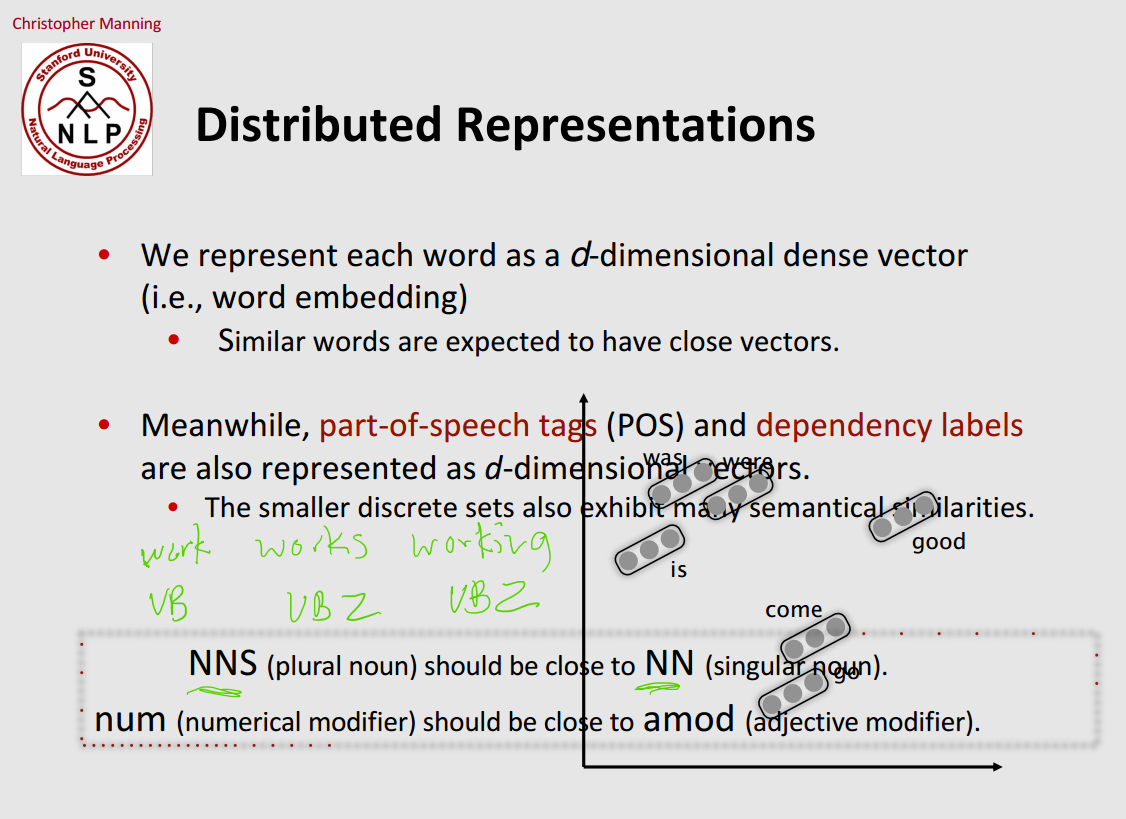 Christopher Manning
Stanford University
S
NLP
Natural Language Processing
Distributed Representations
• We represent each word as a d-dimensional dense vector
(i.e., word embedding)
• Similar words are expected to have close vectors.
• Meanwhile, part-of-speech tags (POS) and dependency labels
are also represented as d-dimensional vectors.
was were
• The smaller discrete sets also exhibit many semantical similarities.
good
is
work works working
VB VBZ VBZ
come
NNS (plural noun) should be close to NN (singular noun).
go
num (numerical modifier) should be close to amod (adjective modifier).